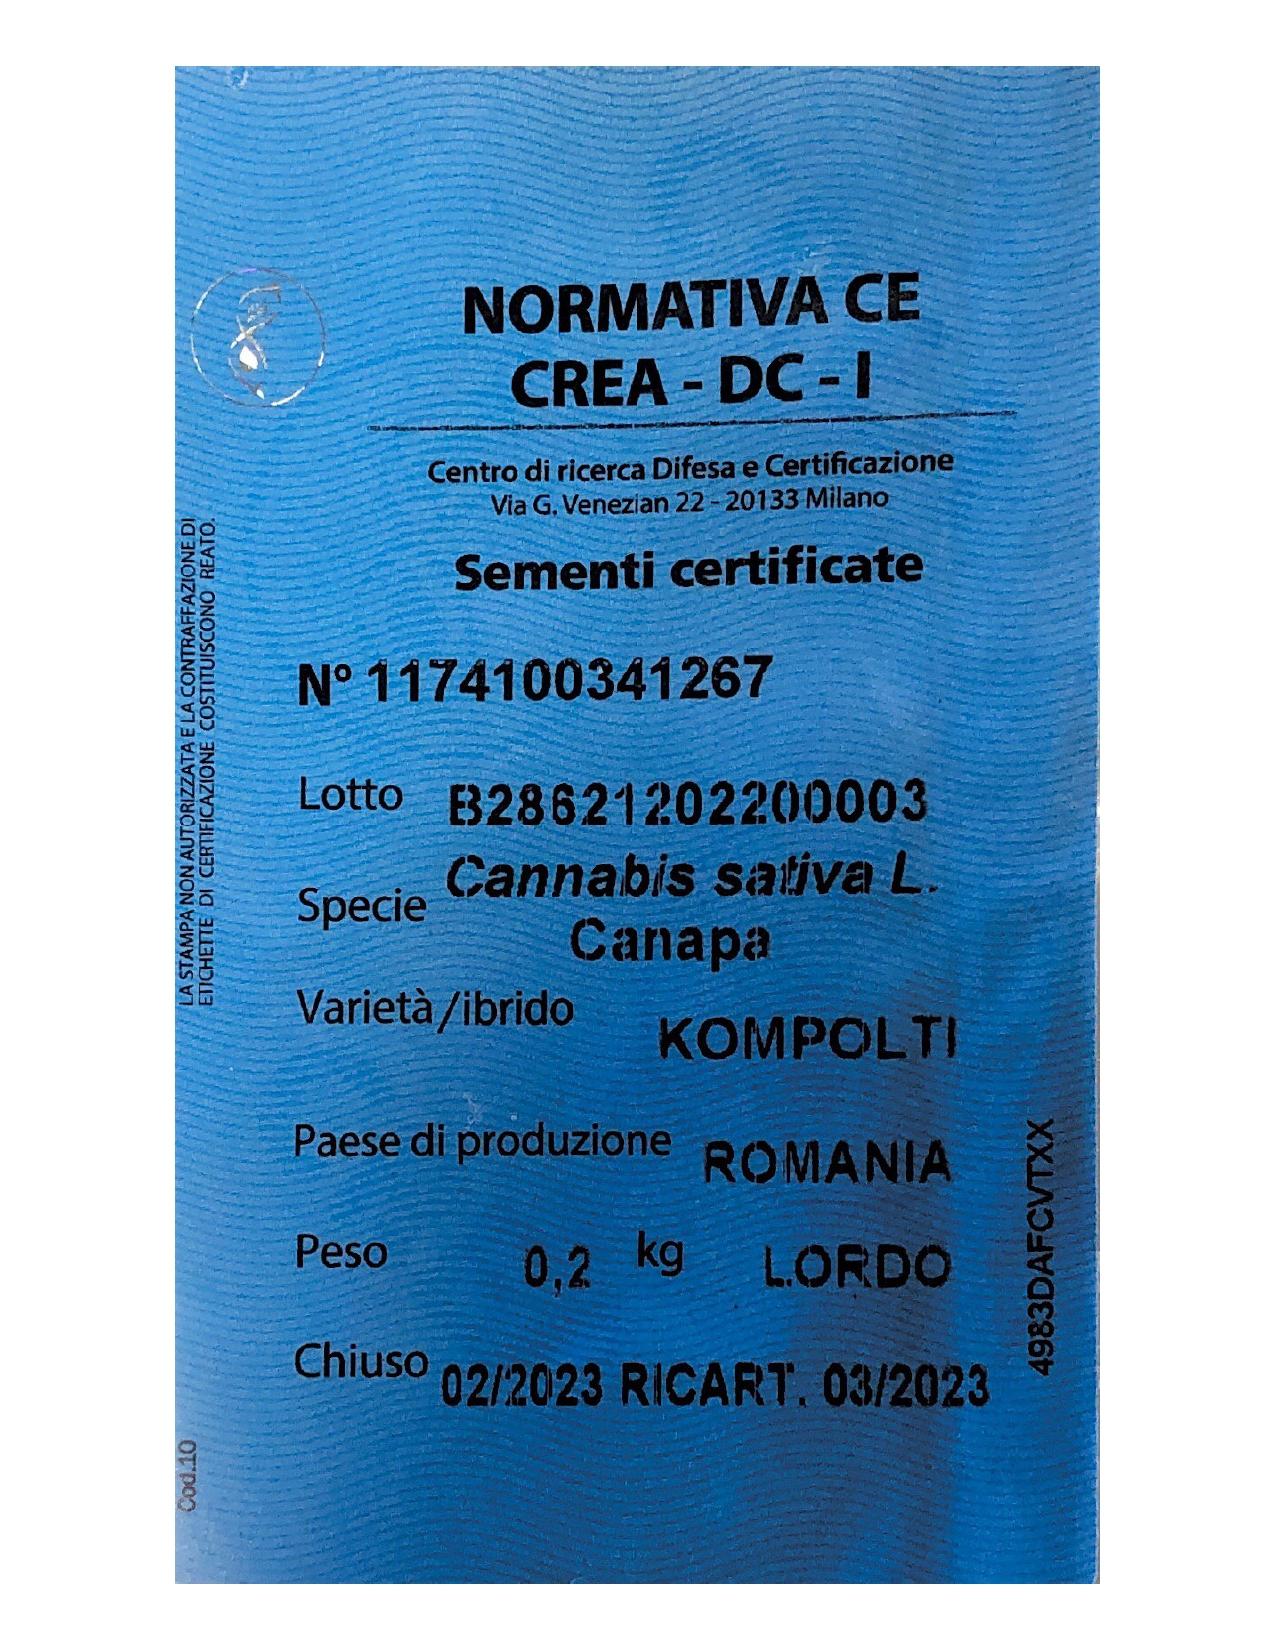 NORMATIVA CE
CREA - DC - I
Centro di ricerca Difesa e Certificazione
Via G. Venezian 22 - 20133 Milano
Sementi certificate
N° 1174100341267
Lotto B28621202200003
Specie Cannabis sativa L.
Canapa
Varietà/ibrido KOMPOLTI
Paese di produzione ROMANIA
Peso 0,2 kg LORDO
Chiuso 02/2023 RICART. 03/2023
LA STAMPA NON AUTORIZZATA E LA CONTRAFFAZIONE DI
ETICHETTE DI CERTIFICAZIONE COSTITUISCONO REATO.
Cod.10
4983DAFCVTXX